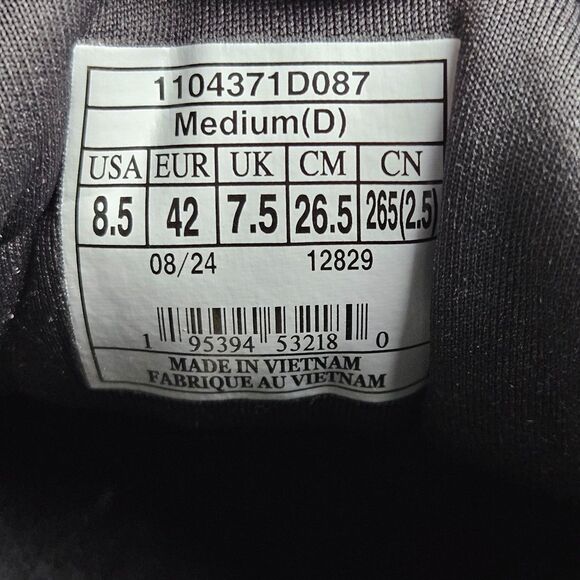 1104371D087
Medium(D)
USA EUR UK CM CN
8.5 42 7.5 26.5 265(2.5)
08/24 12829
1 95394 53218 0
MADE IN VIETNAM
FABRIQUE AU VIETNAM